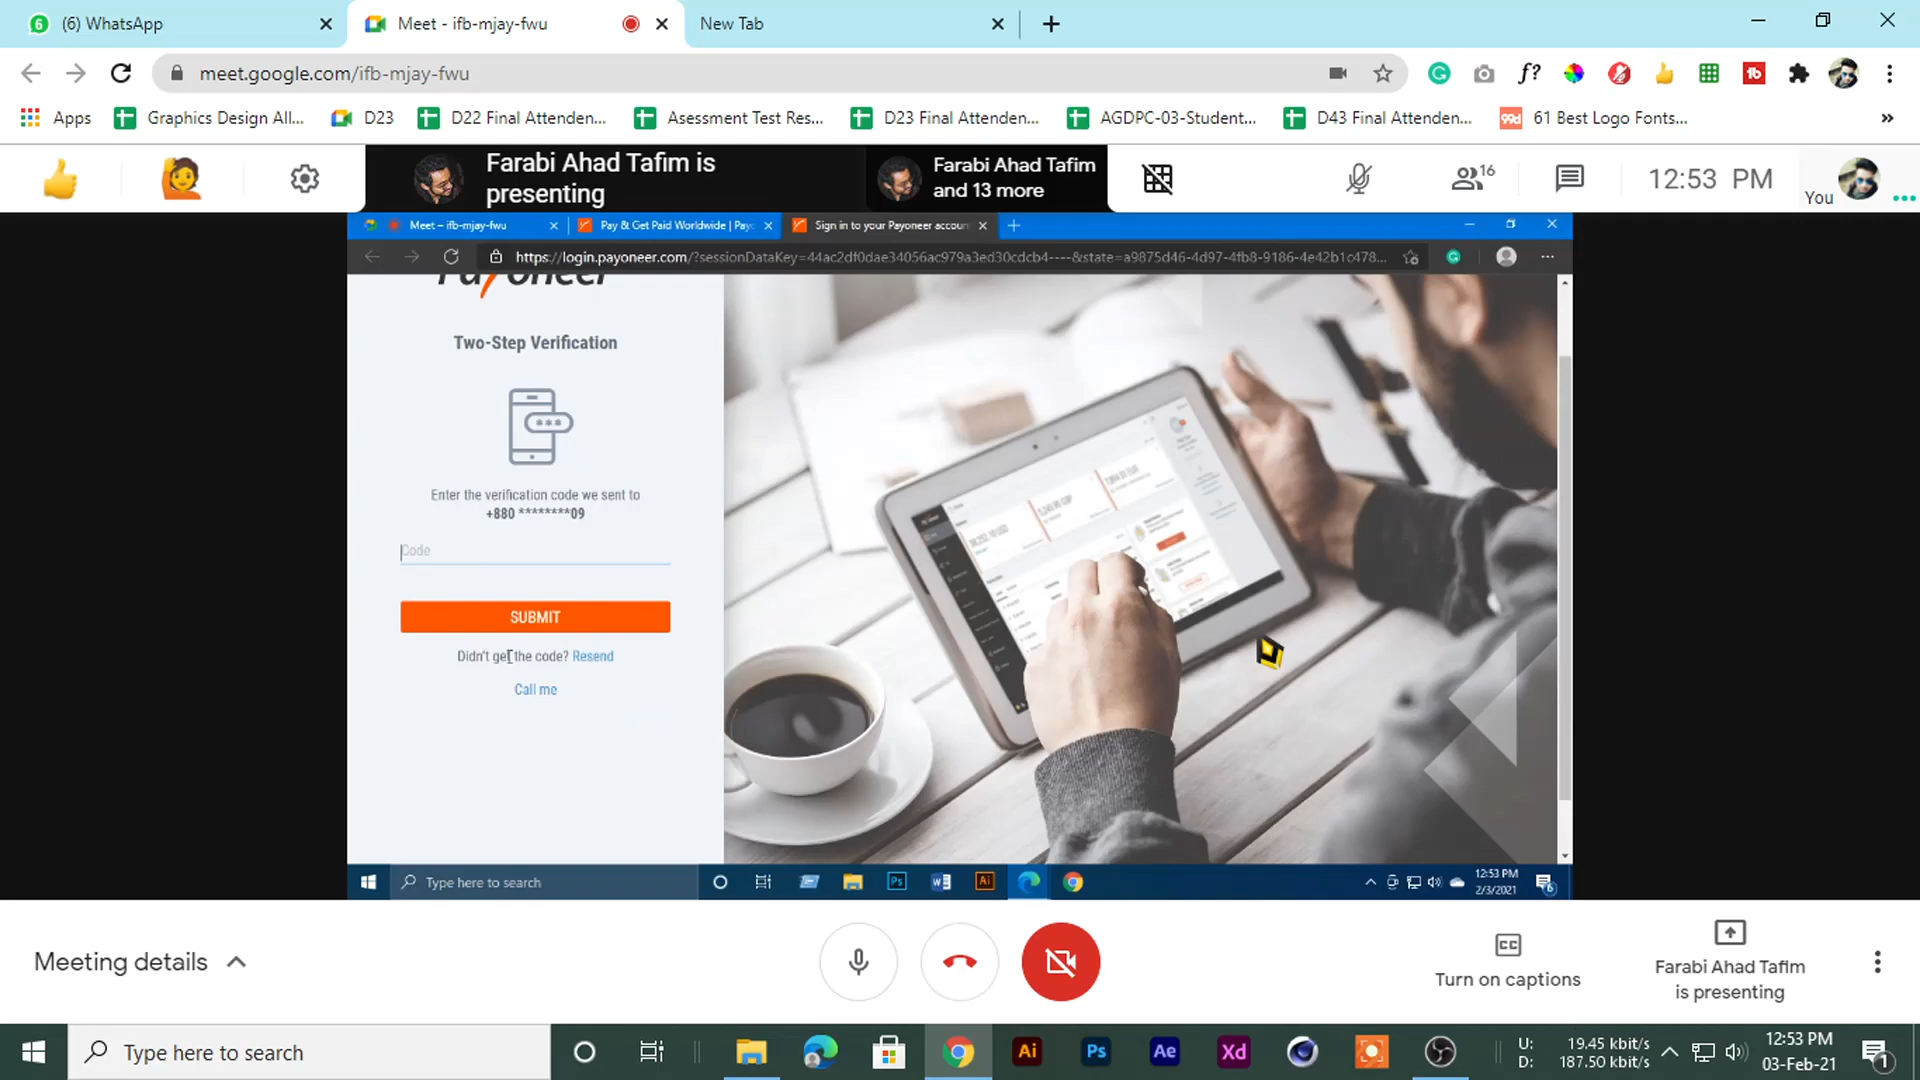 (6) WhatsApp
Meet - ifb-mjay-fwu
New Tab
meet.google.com/ifb-mjay-fwu
Apps
Graphics Design All...
D23
D22 Final Attenden...
Asessment Test Res...
D23 Final Attenden...
AGDPC-03-Student...
D43 Final Attenden...
61 Best Logo Fonts...
Farabi Ahad Tafim is
presenting
Farabi Ahad Tafim
and 13 more
16
12:53 PM
You
Meet – ifb-mjay-fwu
Pay & Get Paid Worldwide | Pay
Sign in to your Payoneer accoun
https://login.payoneer.com/?sessionDataKey=44ac2df0dae34056ac979a3ed30cdcb4----&state=a9875d46-4d97-4fb8-9186-4e42b1c478...
Payoneer
Two-Step Verification
Enter the verification code we sent to
+880 ********09
Code
SUBMIT
Didn't get the code? Resend
Call me
Type here to search
12:53 PM
2/3/2021
Meeting details
Turn on captions
Farabi Ahad Tafim
is presenting
Type here to search
U: 19.45 kbit/s
D: 187.50 kbit/s
12:53 PM
03-Feb-21
1